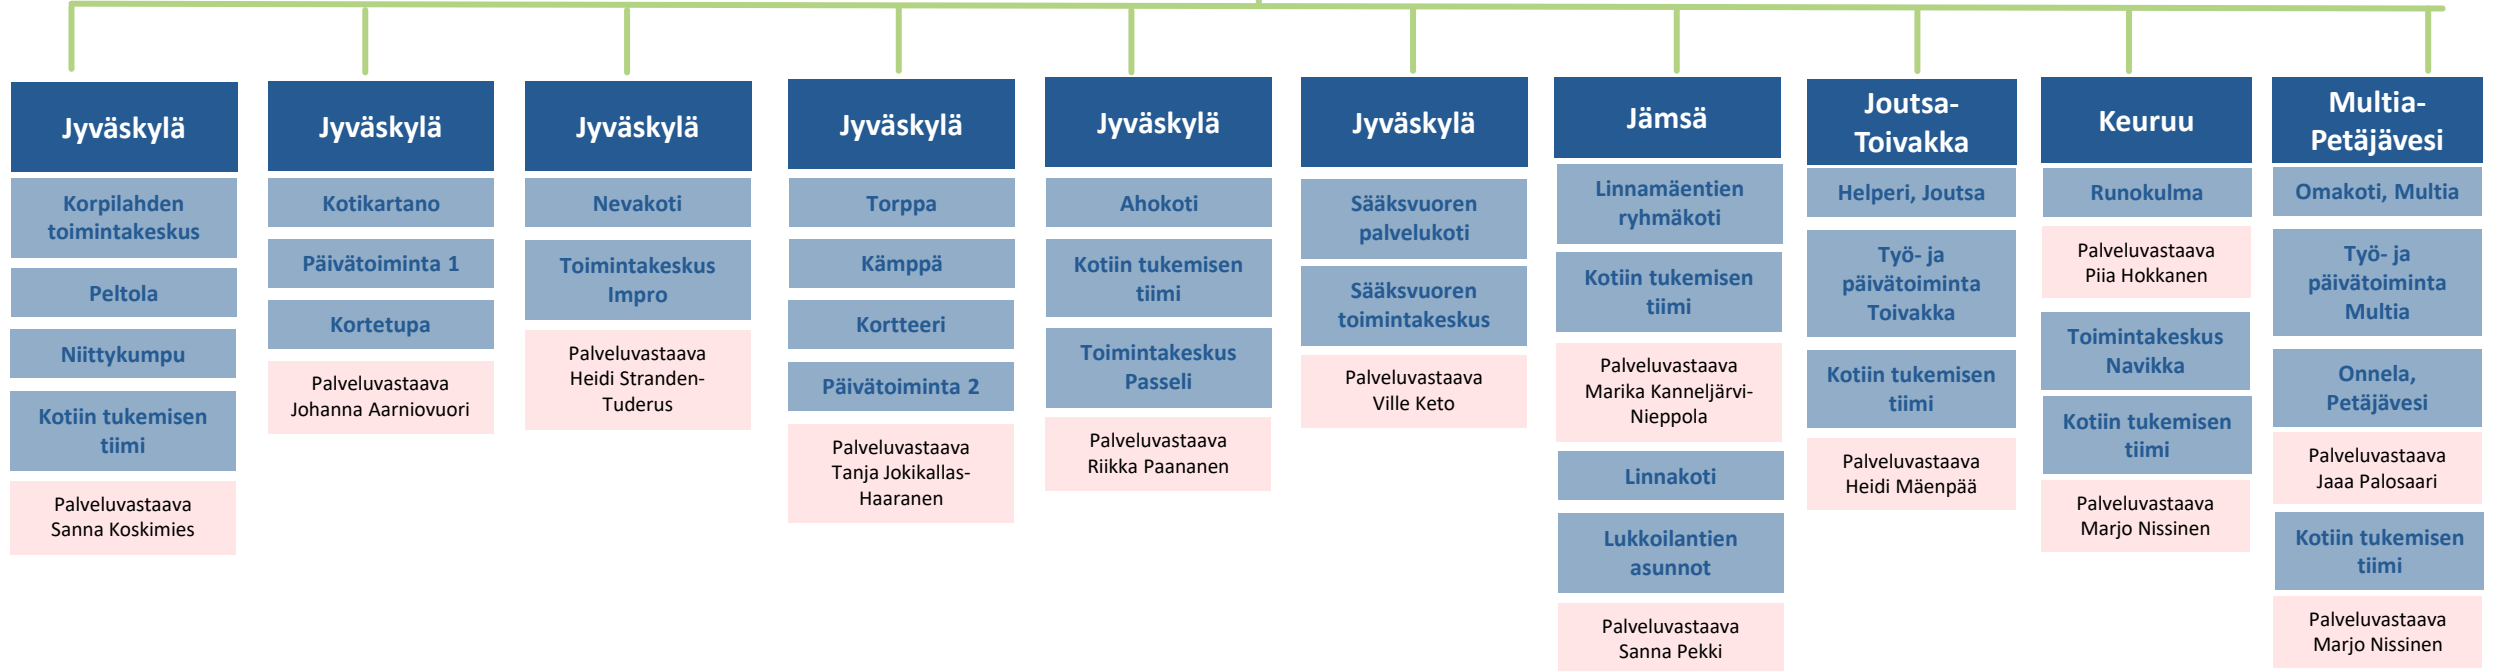 Jyväskylä
Korpilahden
toimintakeskus
Peltola
Niittykumpu
Kotiin tukemisen
tiimi
Palveluvastaava
Sanna Koskimies
Jyväskylä
Kotikartano
Päivätoiminta 1
Kortetupa
Palveluvastaava
Johanna Aarniovuori
Jyväskylä
Nevakoti
Toimintakeskus
Impro
Palveluvastaava
Heidi Stranden-
Tuderus
Jyväskylä
Torppa
Kämppä
Kortteeri
Päivätoiminta 2
Palveluvastaava
Tanja Jokikallas-
Haaranen
Jyväskylä
Ahokoti
Kotiin tukemisen
tiimi
Toimintakeskus
Passeli
Palveluvastaava
Riikka Paananen
Jyväskylä
Sääksvuoren
palvelukoti
Sääksvuoren
toimintakeskus
Palveluvastaava
Ville Keto
Jämsä
Linnamäentien
ryhmäkoti
Kotiin tukemisen
tiimi
Palveluvastaava
Marika Kanneljärvi-
Nieppola
Linnakoti
Lukkoilantien
asunnot
Palveluvastaava
Sanna Pekki
Joutsa-
Toivakka
Helperi, Joutsa
Työ- ja
päivätoiminta
Toivakka
Kotiin tukemisen
tiimi
Palveluvastaava
Heidi Mäenpää
Keuruu
Runokulma
Palveluvastaava
Piia Hokkanen
Toimintakeskus
Navikka
Kotiin tukemisen
tiimi
Palveluvastaava
Marjo Nissinen
Multia-
Petäjävesi
Omakoti, Multia
Työ- ja
päivätoiminta
Multia
Onnela,
Petäjävesi
Palveluvastaava
Jaaa Palosaari
Kotiin tukemisen
tiimi
Palveluvastaava
Marjo Nissinen